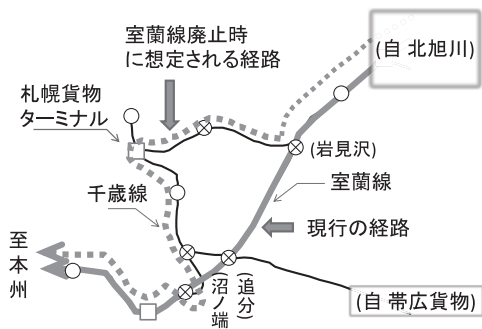 室蘭線廃止時
に想定される経路
(自 北旭川)
札幌貨物
ターミナル
(岩見沢)
室蘭線
千歳線
現行の経路
至本州
(追分)
(沼ノ端)
(自 帯広貨物)